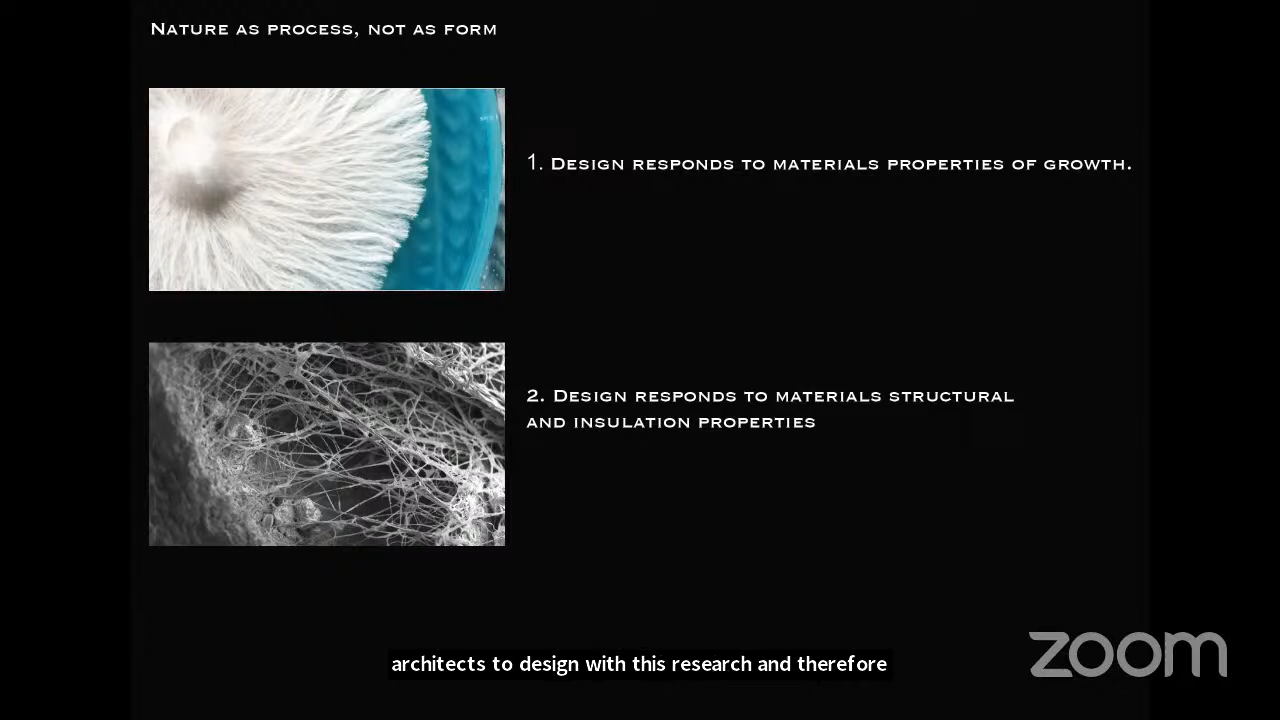 Nature as process, not as form
1. Design responds to materials properties of growth.
2. Design responds to materials structural
and insulation properties
architects to design with this research and therefore
zoom